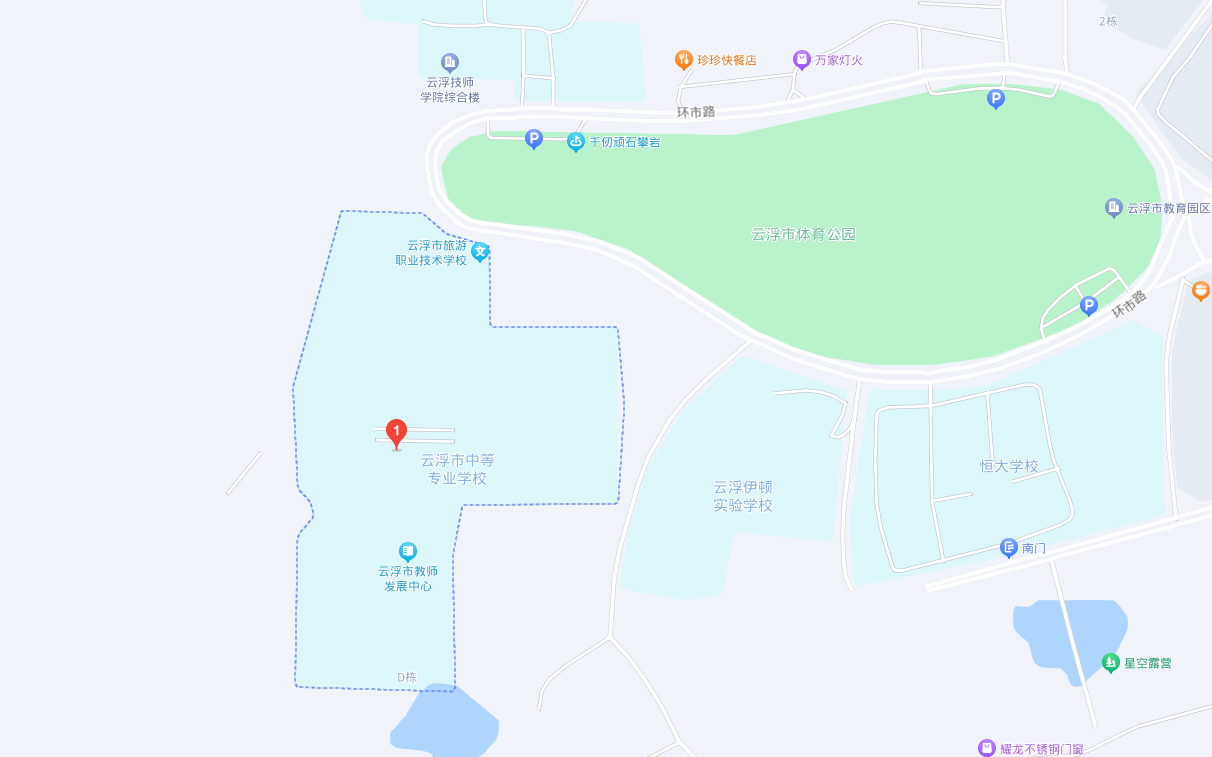 2栋
珍珍快餐店
万家灯火
云浮技师
学院综合楼
P
环市路
P
千仞顽石攀岩
云浮市教育园区
云浮市体育公园
云浮市旅游
职业技术学校
文
P
环市路
1
云浮市中等
专业学校
恒大学校
云浮伊顿
实验学校
南门
云浮市教师
发展中心
星空露营
D栋
耀龙不锈钢门窗